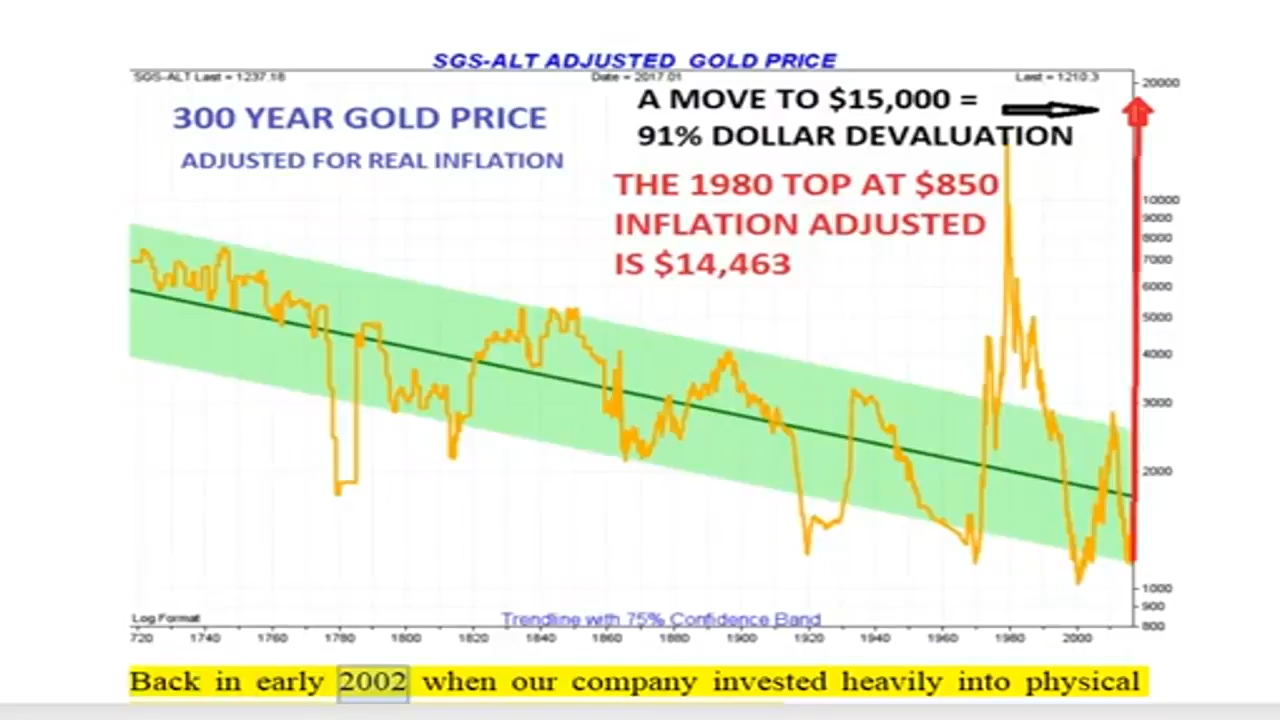 SGS-ALT ADJUSTED GOLD PRICE
SGS-ALT Last = 1237.18
Date = 2017.01
Last = 1210.3
300 YEAR GOLD PRICE
ADJUSTED FOR REAL INFLATION
A MOVE TO $15,000 =
91% DOLLAR DEVALUATION
THE 1980 TOP AT $850
INFLATION ADJUSTED
IS $14,463
20000
10000
9000
8000
7000
6000
5000
4000
3000
2000
1000
900
800
Log Format
Trendline with 75% Confidence Band
720 1740 1760 1780 1800 1820 1840 1860 1880 1900 1920 1940 1960 1980 2000
Back in early 2002 when our company invested heavily into physical